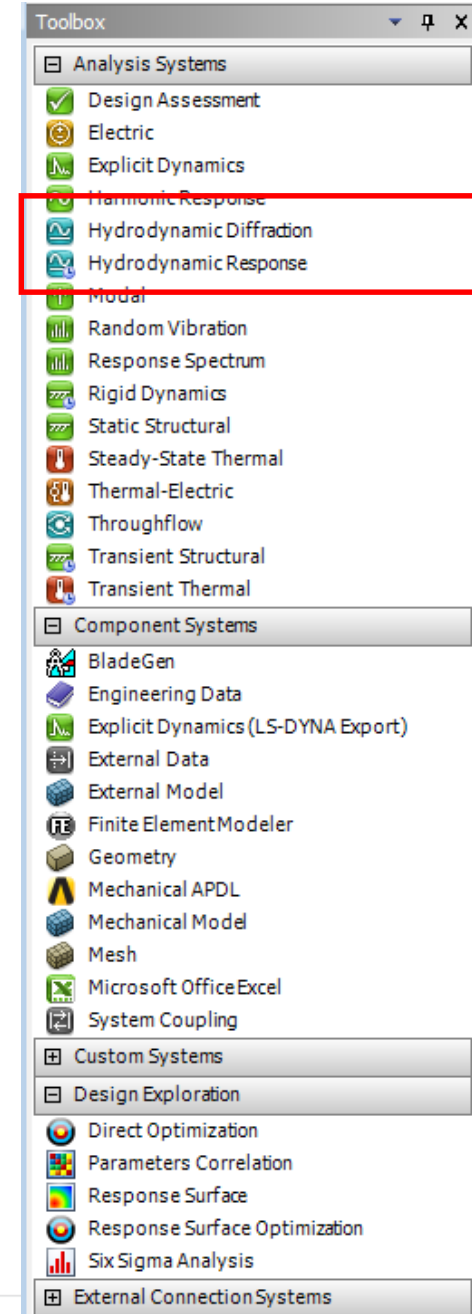 Toolbox
Analysis Systems
Design Assessment
Electric
Explicit Dynamics
Harmonic Response
Hydrodynamic Diffraction
Hydrodynamic Response
Modal
Random Vibration
Response Spectrum
Rigid Dynamics
Static Structural
Steady-State Thermal
Thermal-Electric
Throughflow
Transient Structural
Transient Thermal
Component Systems
BladeGen
Engineering Data
Explicit Dynamics (LS-DYNA Export)
External Data
External Model
FE Finite Element Modeler
Geometry
Mechanical APDL
Mechanical Model
Mesh
Microsoft Office Excel
System Coupling
Custom Systems
Design Exploration
Direct Optimization
Parameters Correlation
Response Surface
Response Surface Optimization
Six Sigma Analysis
External Connection Systems